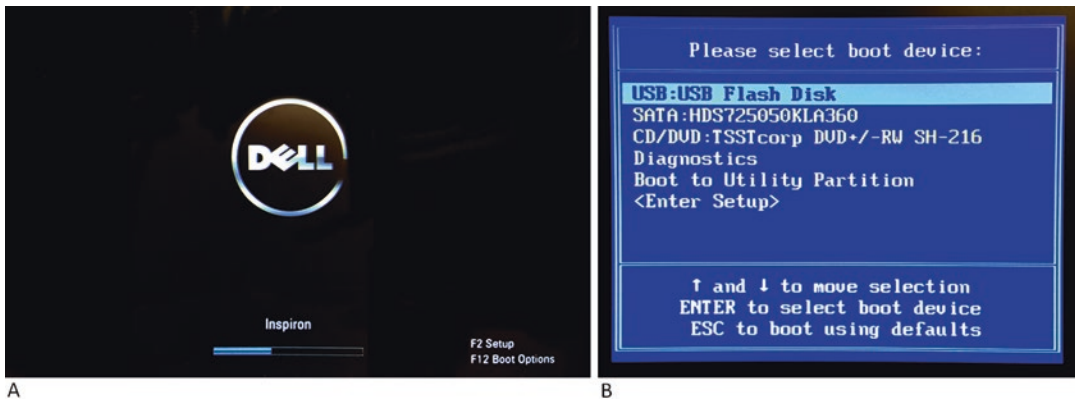 DELL
Inspiron
F2 Setup
F12 Boot Options
A
Please select boot device:
USB:USB Flash Disk
SATA:HDS725050KLA360
CD/DVD:TSSTcorp DVD+/-RW SH-216
Diagnostics
Boot to Utility Partition
<Enter Setup>
↑ and ↓ to move selection
ENTER to select boot device
ESC to boot using defaults
B